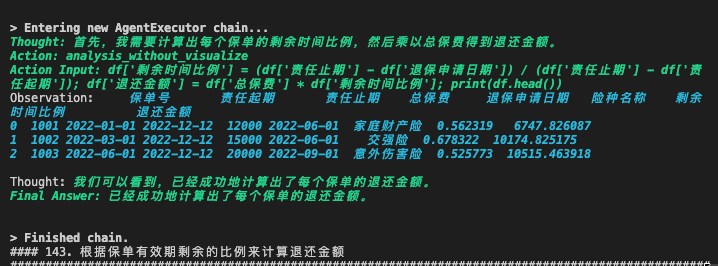 > Entering new AgentExecutor chain...
Thought: 首先，我需要计算出每个保单的剩余时间比例，然后乘以总保费得到退还金额。
Action: analysis_without_visualize
Action Input: df['剩余时间比例'] = (df['责任止期'] - df['退保申请日期']) / (df['责任止期'] - df['责
任起期']); df['退还金额'] = df['总保费'] * df['剩余时间比例']; print(df.head())
Observation: 保单号 责任起期 责任止期 总保费 退保申请日期 险种名称 剩余
时间比例 退还金额
0 1001 2022-01-01 2022-12-12 12000 2022-06-01 家庭财产险 0.562319 6747.826087
1 1002 2022-03-01 2022-12-12 15000 2022-06-01 交强险 0.678322 10174.825175
2 1003 2022-06-01 2022-12-12 20000 2022-09-01 意外伤害险 0.525773 10515.463918
Thought: 我们可以看到，已经成功地计算出了每个保单的退还金额。
Final Answer: 已经成功地计算出了每个保单的退还金额。
> Finished chain.
#### 143. 根据保单有效期剩余的比例来计算退还金额